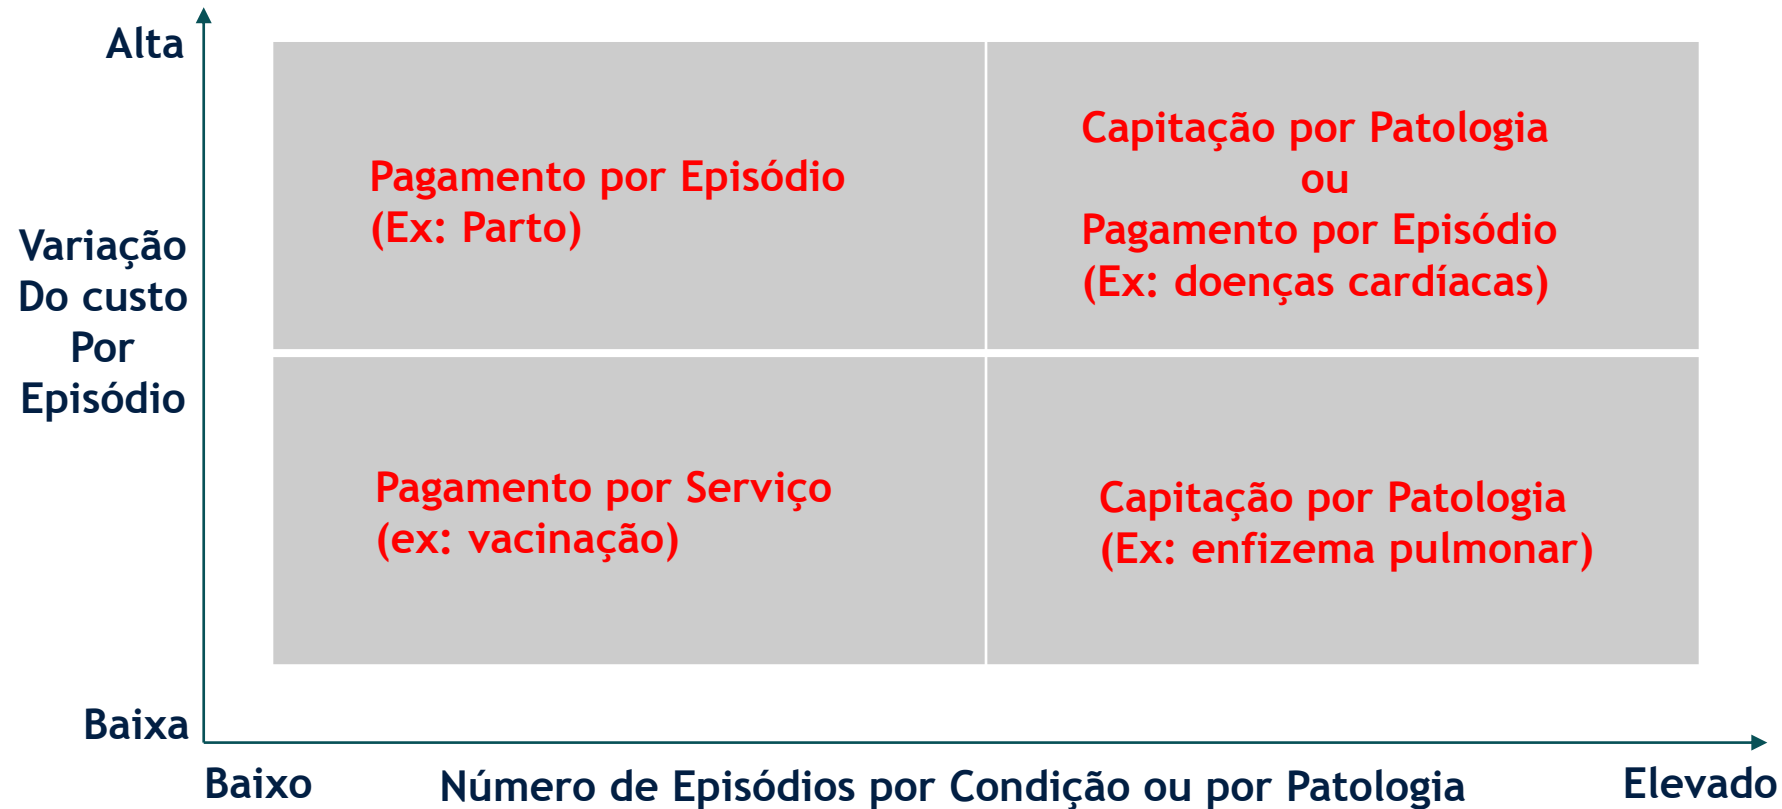 Alta
Variação
Do custo
Por
Episódio
Baixa
Pagamento por Episódio
(Ex: Parto)
Capitação por Patologia
ou
Pagamento por Episódio
(Ex: doenças cardíacas)
Pagamento por Serviço
(ex: vacinação)
Capitação por Patologia
(Ex: enfizema pulmonar)
Baixo
Número de Episódios por Condição ou por Patologia
Elevado